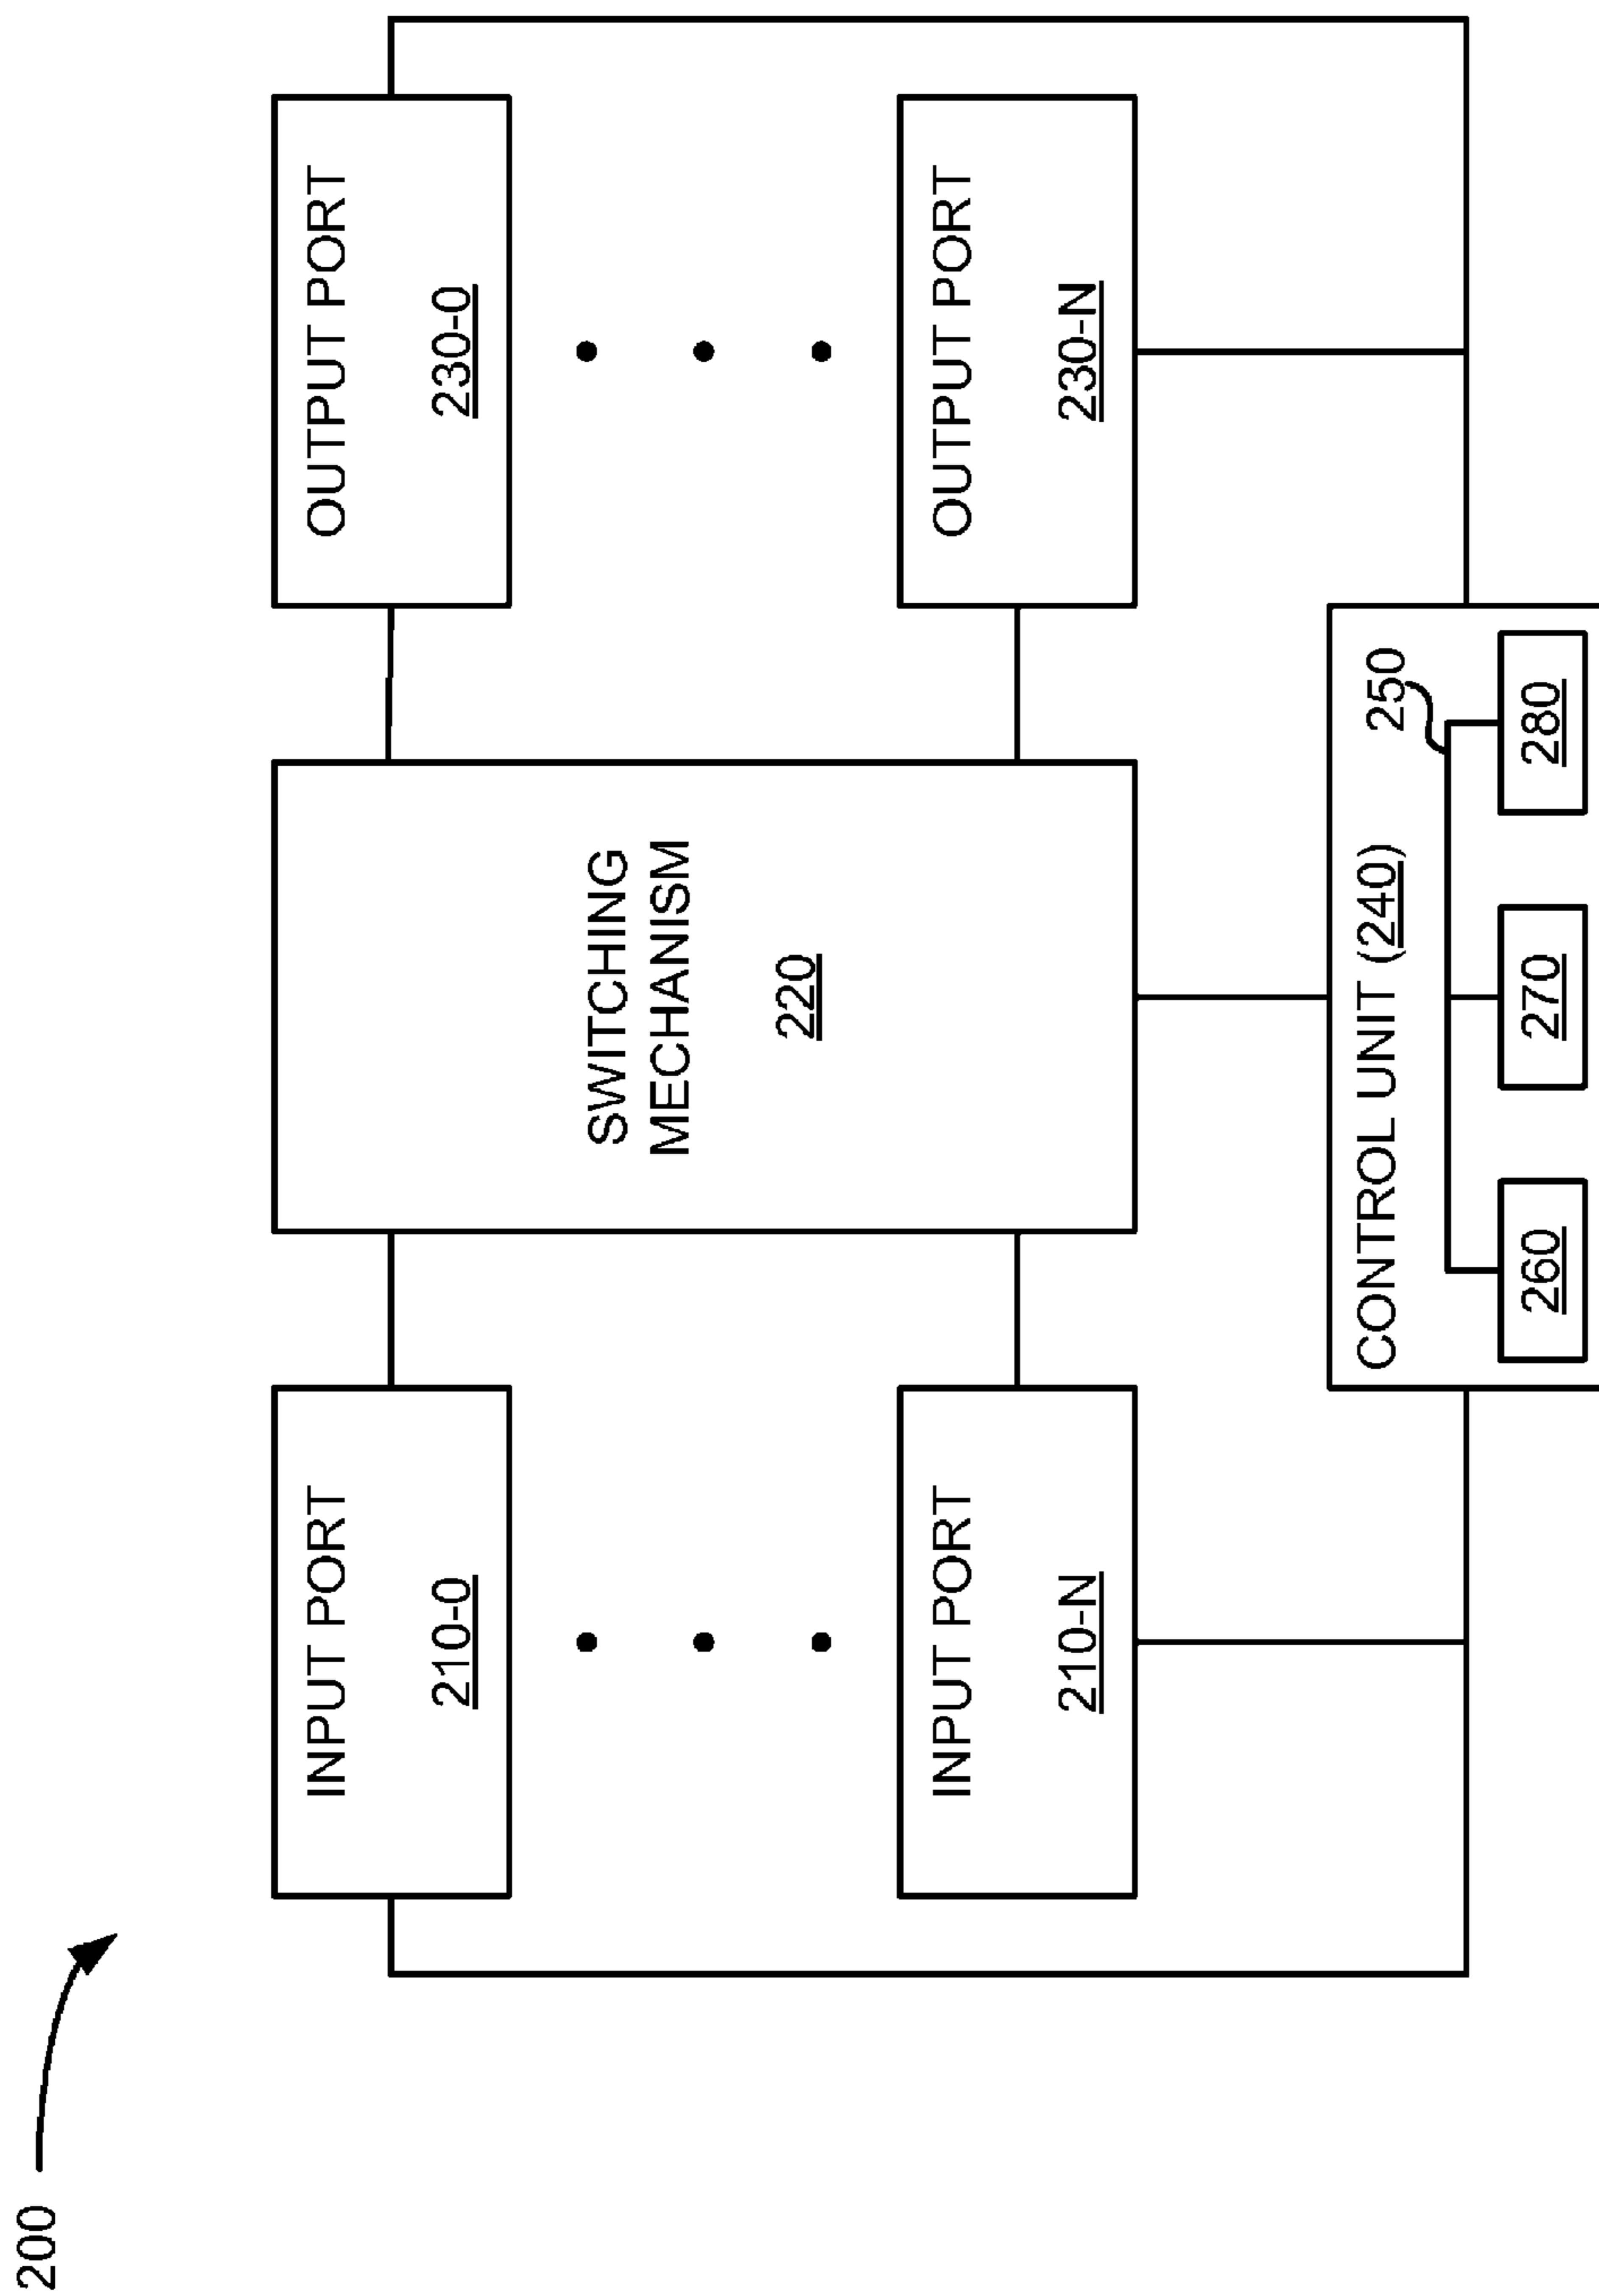 200
INPUT PORT
210-0
INPUT PORT
210-N
SWITCHING
MECHANISM
220
OUTPUT PORT
230-0
OUTPUT PORT
230-N
CONTROL UNIT (240)
250
260
270
280